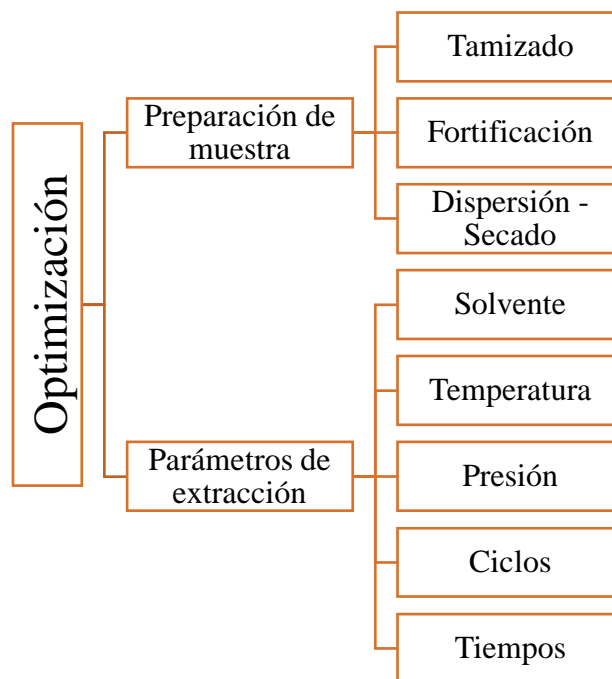 Optimización
Preparación de
muestra
Tamizado
Fortificación
Dispersión -
Secado
Parámetros de
extracción
Solvente
Temperatura
Presión
Ciclos
Tiempos